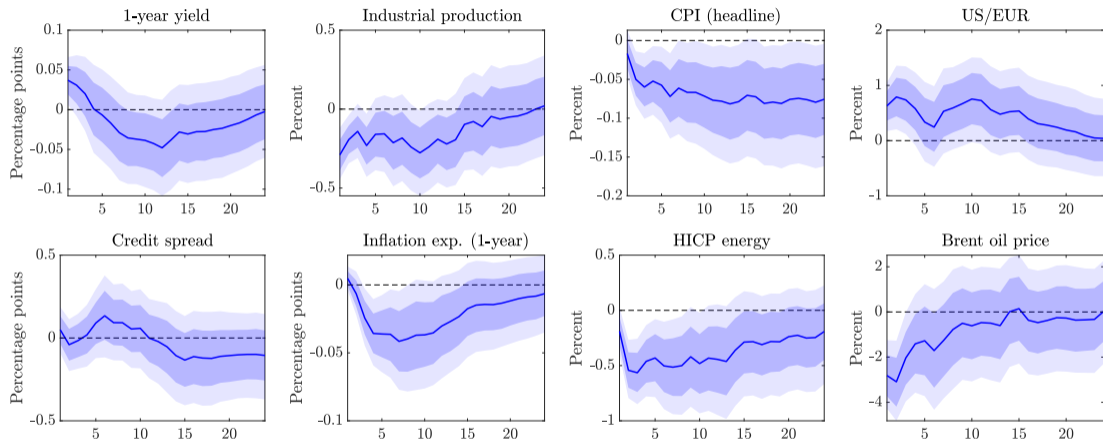 1-year yield
Percentage points
0.1
0.05
0
-0.05
-0.1
5 10 15 20
Industrial production
Percent
0.5
0
-0.5
5 10 15 20
CPI (headline)
Percent
0
-0.05
-0.1
-0.15
-0.2
5 10 15 20
US/EUR
Percent
2
1
0
-1
5 10 15 20
Credit spread
Percentage points
0.5
0
-0.5
5 10 15 20
Inflation exp. (1-year)
Percentage points
0
-0.05
-0.1
5 10 15 20
HICP energy
Percent
0.5
0
-0.5
-1
5 10 15 20
Brent oil price
Percent
2
0
-2
-4
5 10 15 20